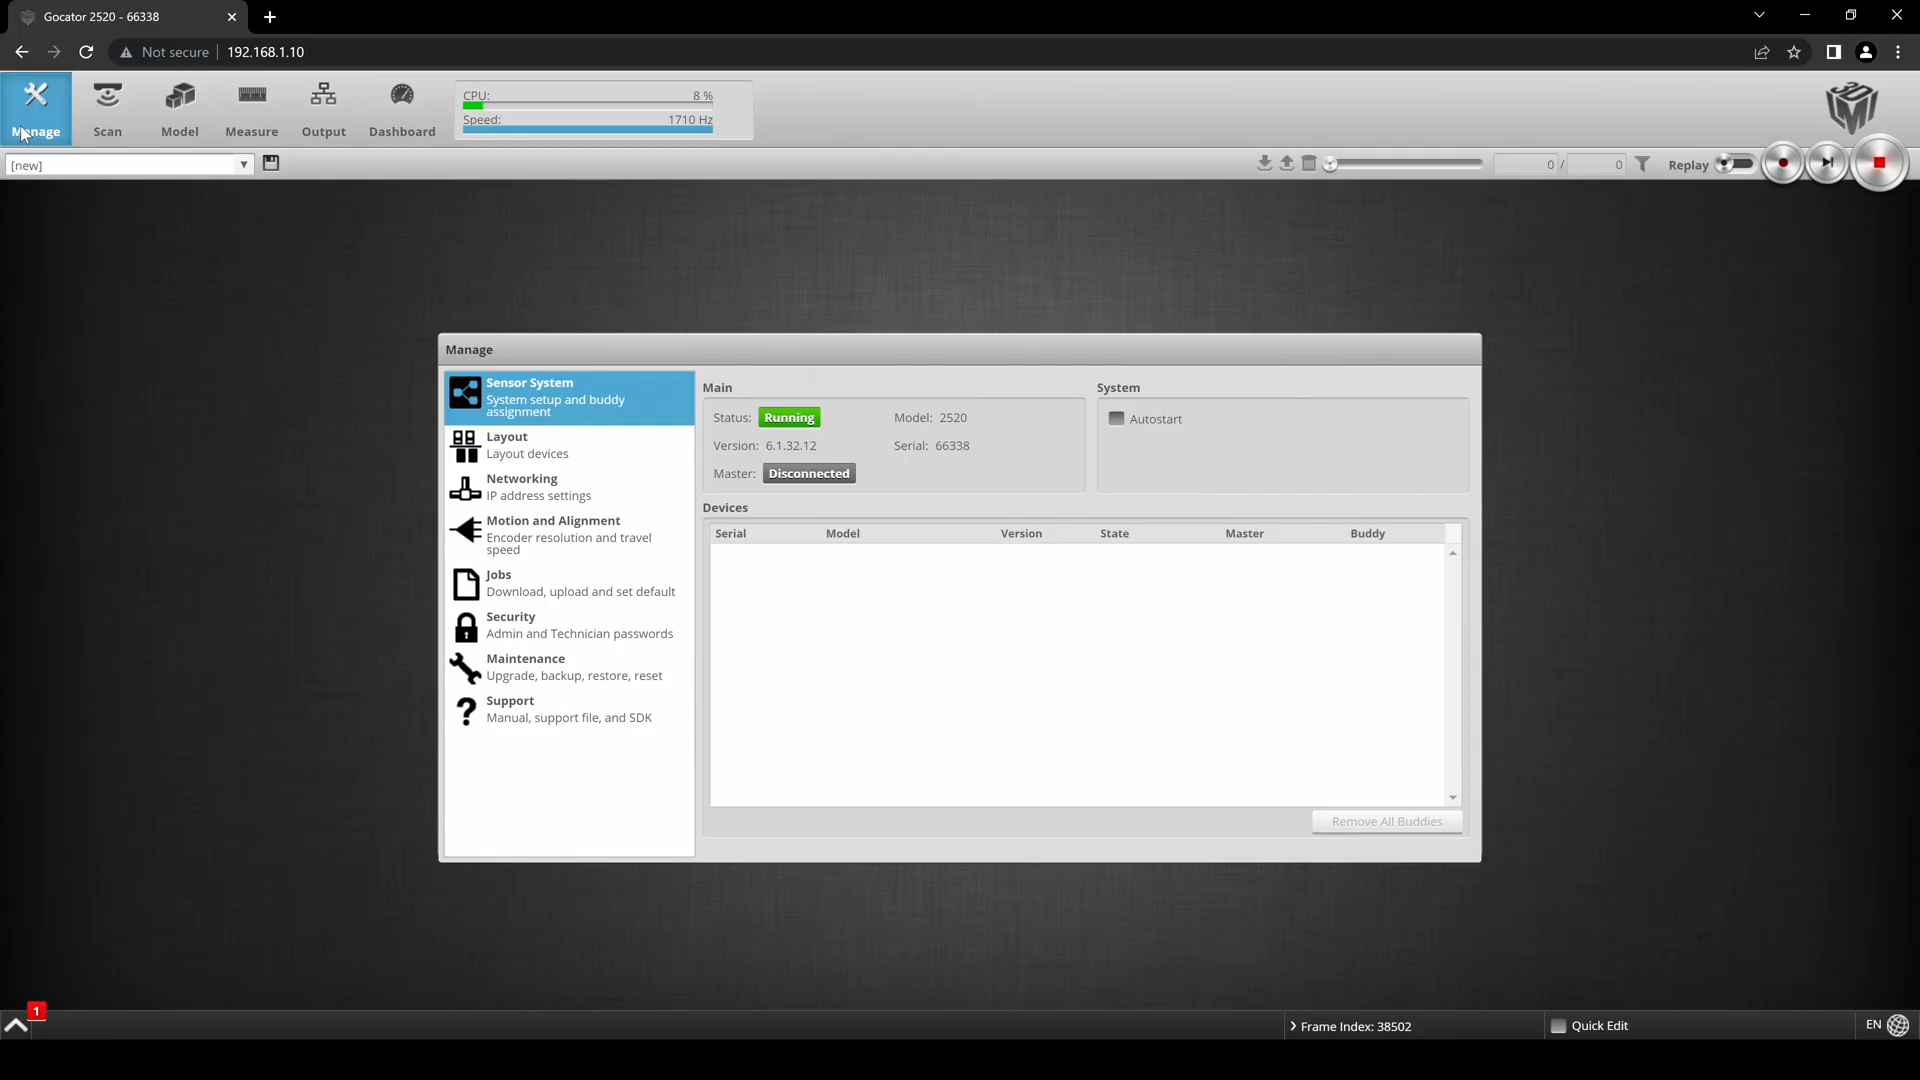 Gocator 2520 - 66338
Not secure
192.168.1.10
Manage
Scan
Model
Measure
Output
Dashboard
CPU: 8 %
Speed: 1710 Hz
[new]
0 / 0
Replay
Manage
Sensor System
System setup and buddy
assignment
Layout
Layout devices
Networking
IP address settings
Motion and Alignment
Encoder resolution and travel
speed
Jobs
Download, upload and set default
Security
Admin and Technician passwords
Maintenance
Upgrade, backup, restore, reset
Support
Manual, support file, and SDK
Main
Status: Running Model: 2520
Version: 6.1.32.12 Serial: 66338
Master: Disconnected
System
Autostart
Devices
Serial Model Version State Master Buddy
Remove All Buddies
1
Frame Index: 38502
Quick Edit
EN